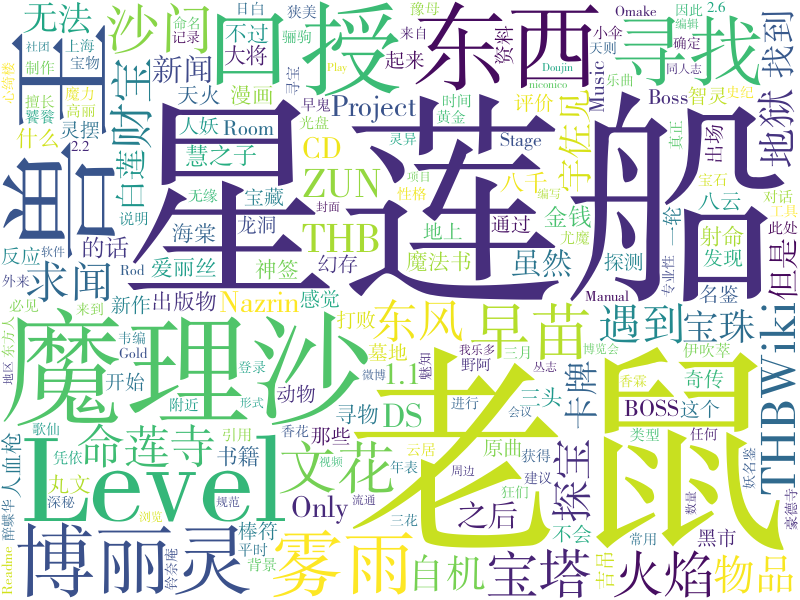 无法
沙门
回
授
东西
寻找
找到
日白
命名
记录
社团
上海
制作
宝物
擅长
魔力
高丽
饕餮
心绮楼
早鬼
什么
灵摆
2.2
狭美
骊驹
寻宝
Play
不过
大将
新闻
天火
漫画
人妖
Room
来自
Doujin
niconico
光盘
灵异
起来
资料
评价
Project
CD
Music
Boss
Stage
时间
黄金
豫母
Omake
小伞
天则
确定
同人志
乐曲
智灵
2.6
编辑
史纪
真正
出场
宇佐见
地狱
因此
财宝
白莲
慧之子
ZUN
THB
星莲船
宝藏
无缘
性格
项目
编写
封面
八千
金钱
八云
对话
工具
宝石
此处
一轮
射命
发现
说明
龙洞
海棠
地上
通过
尤魔
探测
专业性
但是
反应
软件
的话
爱丽丝
神签
幻存
魔法书
虽然
名鉴
外来
求闻
Rod
必见
来到
新作
出版物
Nazrin
感觉
打败
东风
早苗
遇到
宝珠
Manual
THBWiki
地区
东方人
韦编
Gold
开始
登录
微博
博览会
墓地
野阿
我乐多
三月
魅知
丛志
伊吹萃
奇传
魔理沙
老鼠
动物
附近
形式
1.1
DS
三头
卡牌
香霖
BOSS
这个
人血枪
Level
歌仙
命莲寺
香花
寻物
那些
引用
书籍
文花
云居
原曲
探宝
获得
进行
会议
类型
任何
妖名鉴
凭依
视频
年表
周边
建议
丸文
深秘
棒符
平时
规范
Only
之后
狂们
流通
醉蝶华
Readme
博丽灵
浏览
铃奈庵
背景
雾雨
三花
自机
不会
宝塔
黑市
吉吊
常用
数量
豪德寺
火焰
物品